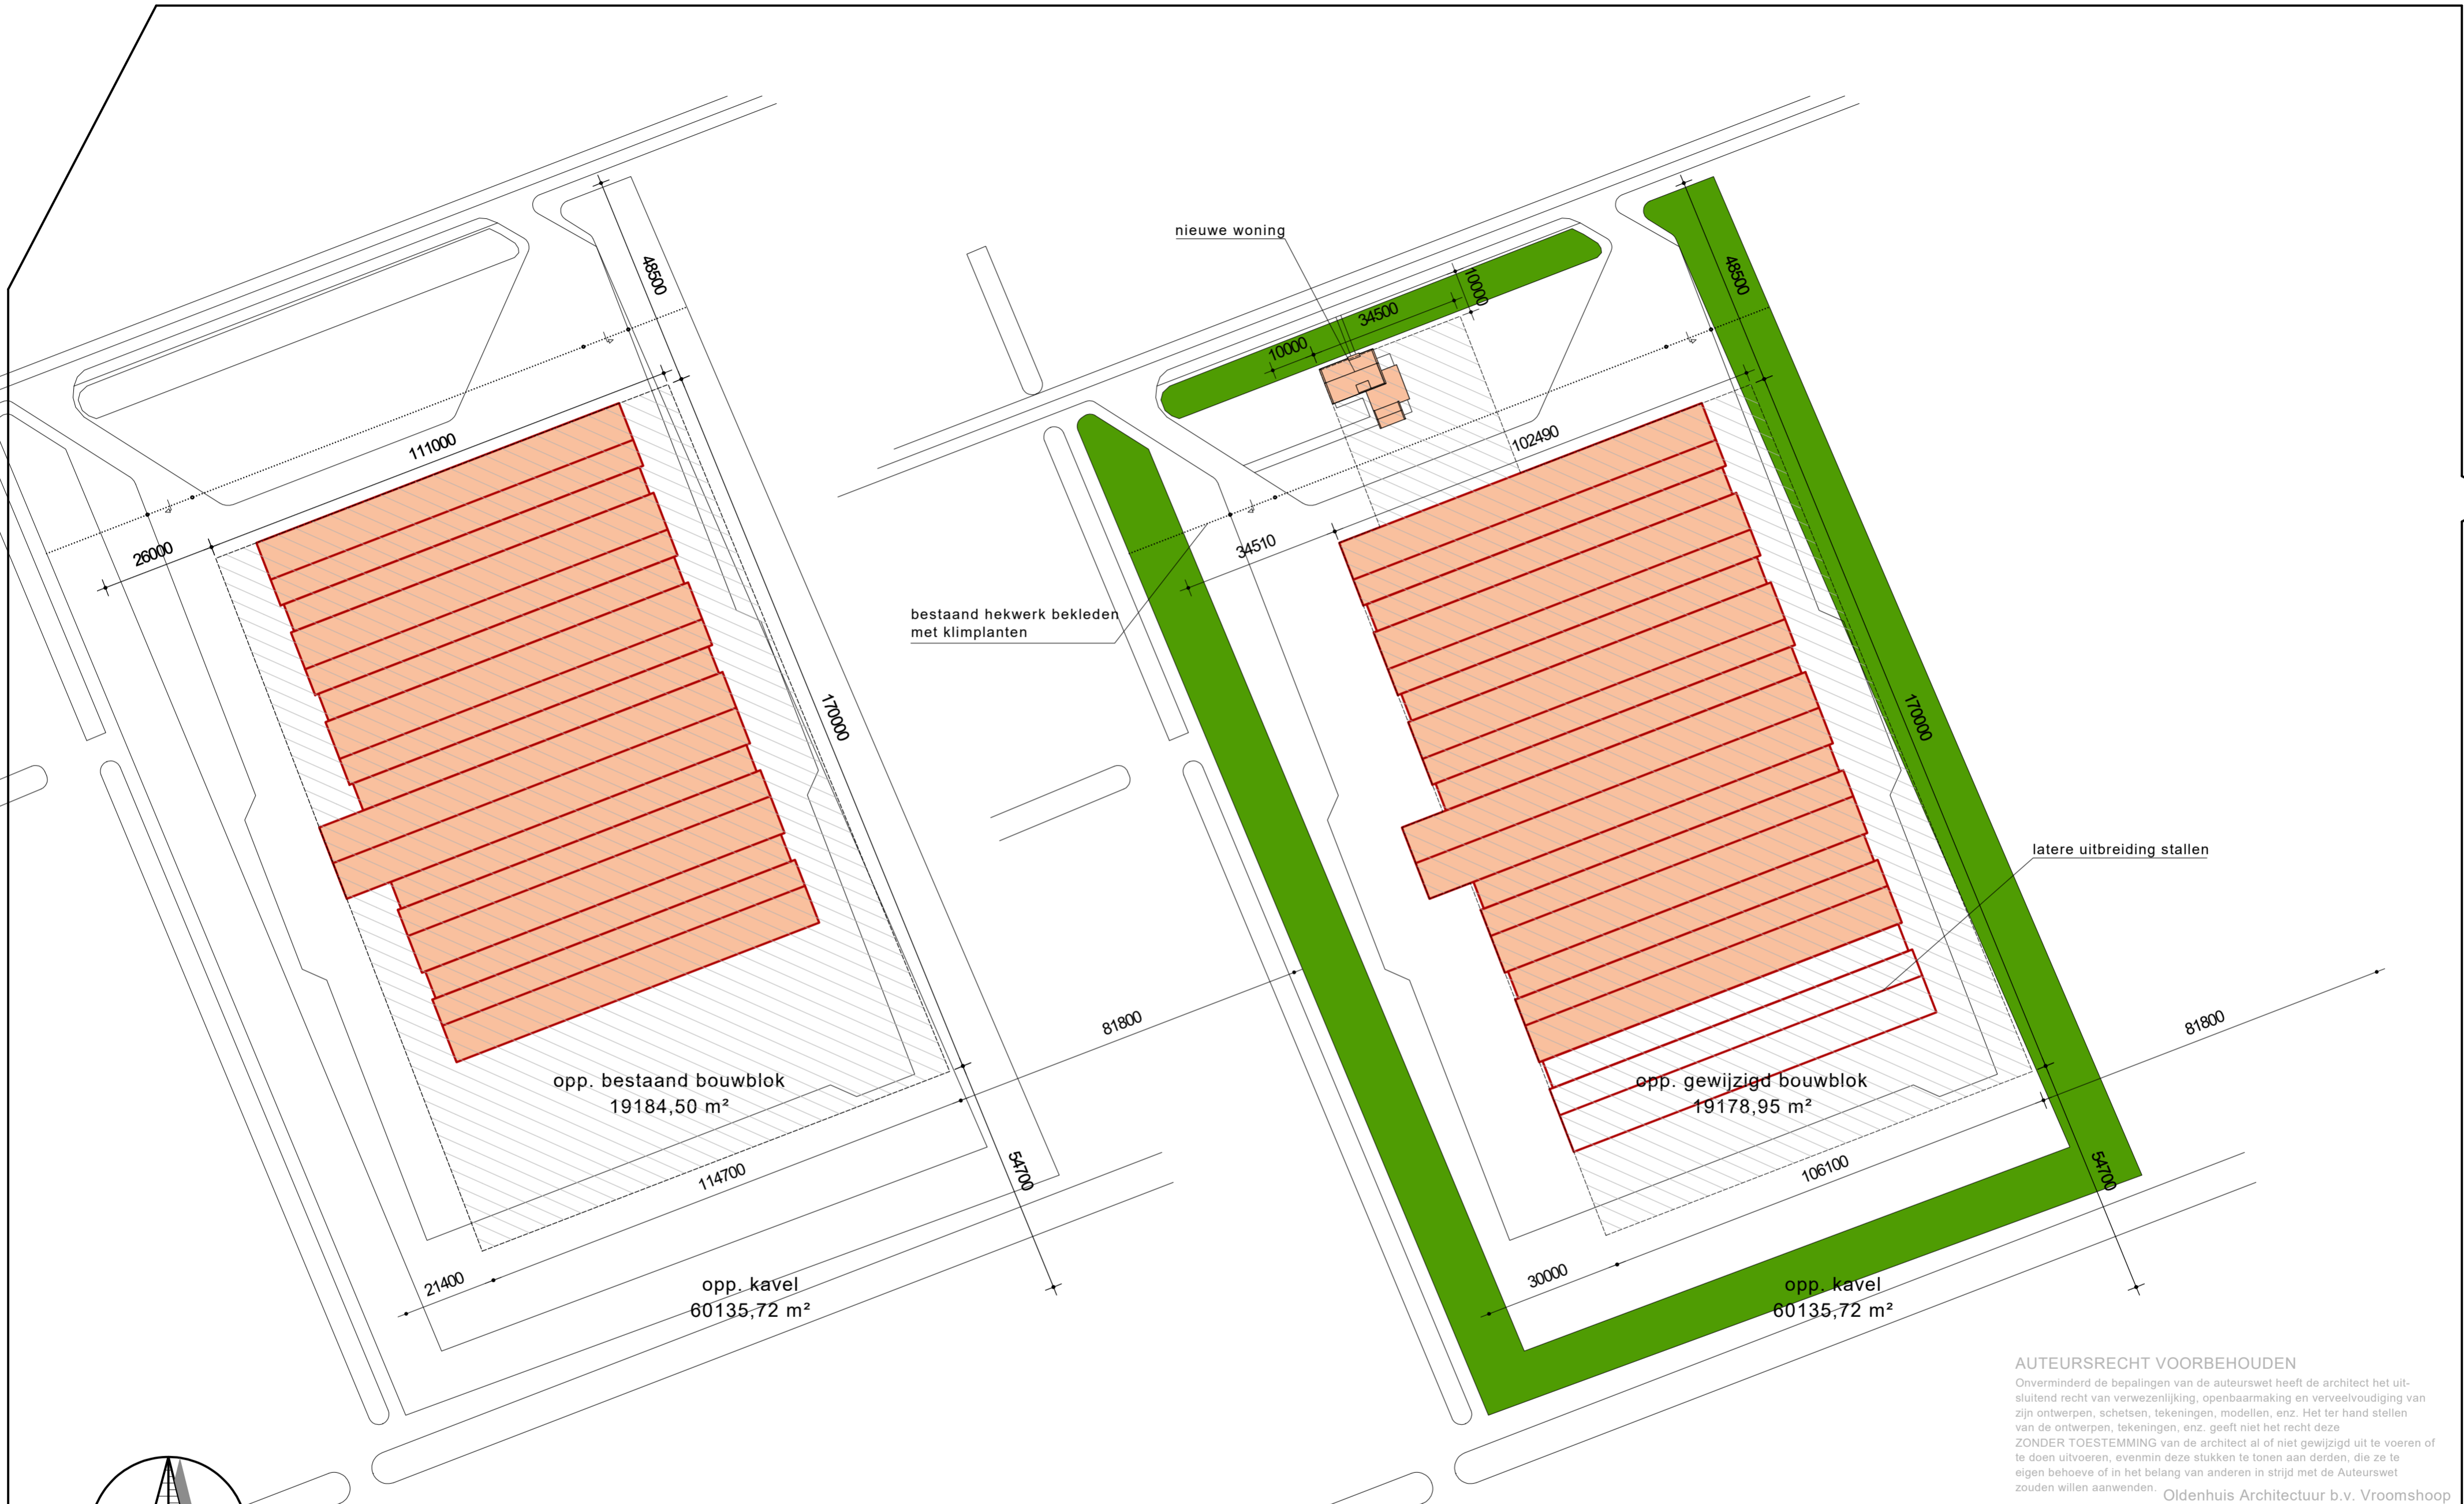 nieuwe woning
48500
48500
10000
34500
10000
111000
102490
26000
34510
bestaand hekwerk bekleden
met klimplanten
170000
170000
latere uitbreiding stallen
81800
81800
opp. bestaand bouwblok
19184,50 m²
opp. gewijzigd bouwblok
19178,95 m²
114700
106100
54700
54700
21400
30000
opp. kavel
60135,72 m²
opp. kavel
60135,72 m²
AUTEURSRECHT VOORBEHOUDEN
Onverminderd de bepalingen van de auteurswet heeft de architect het uit-
sluitend recht van verwezenlijking, openbaarmaking en verveelvoudiging van
zijn ontwerpen, schetsen, tekeningen, modellen, enz. Het ter hand stellen
van de ontwerpen, tekeningen, enz. geeft niet het recht deze
ZONDER TOESTEMMING van de architect al of niet gewijzigd uit te voeren of
te doen uitvoeren, evenmin deze stukken te tonen aan derden, die ze te
eigen behoeve of in het belang van anderen in strijd met de Auteurswet
zouden willen aanwenden.
Oldenhuis Architectuur b.v. Vroomshoop